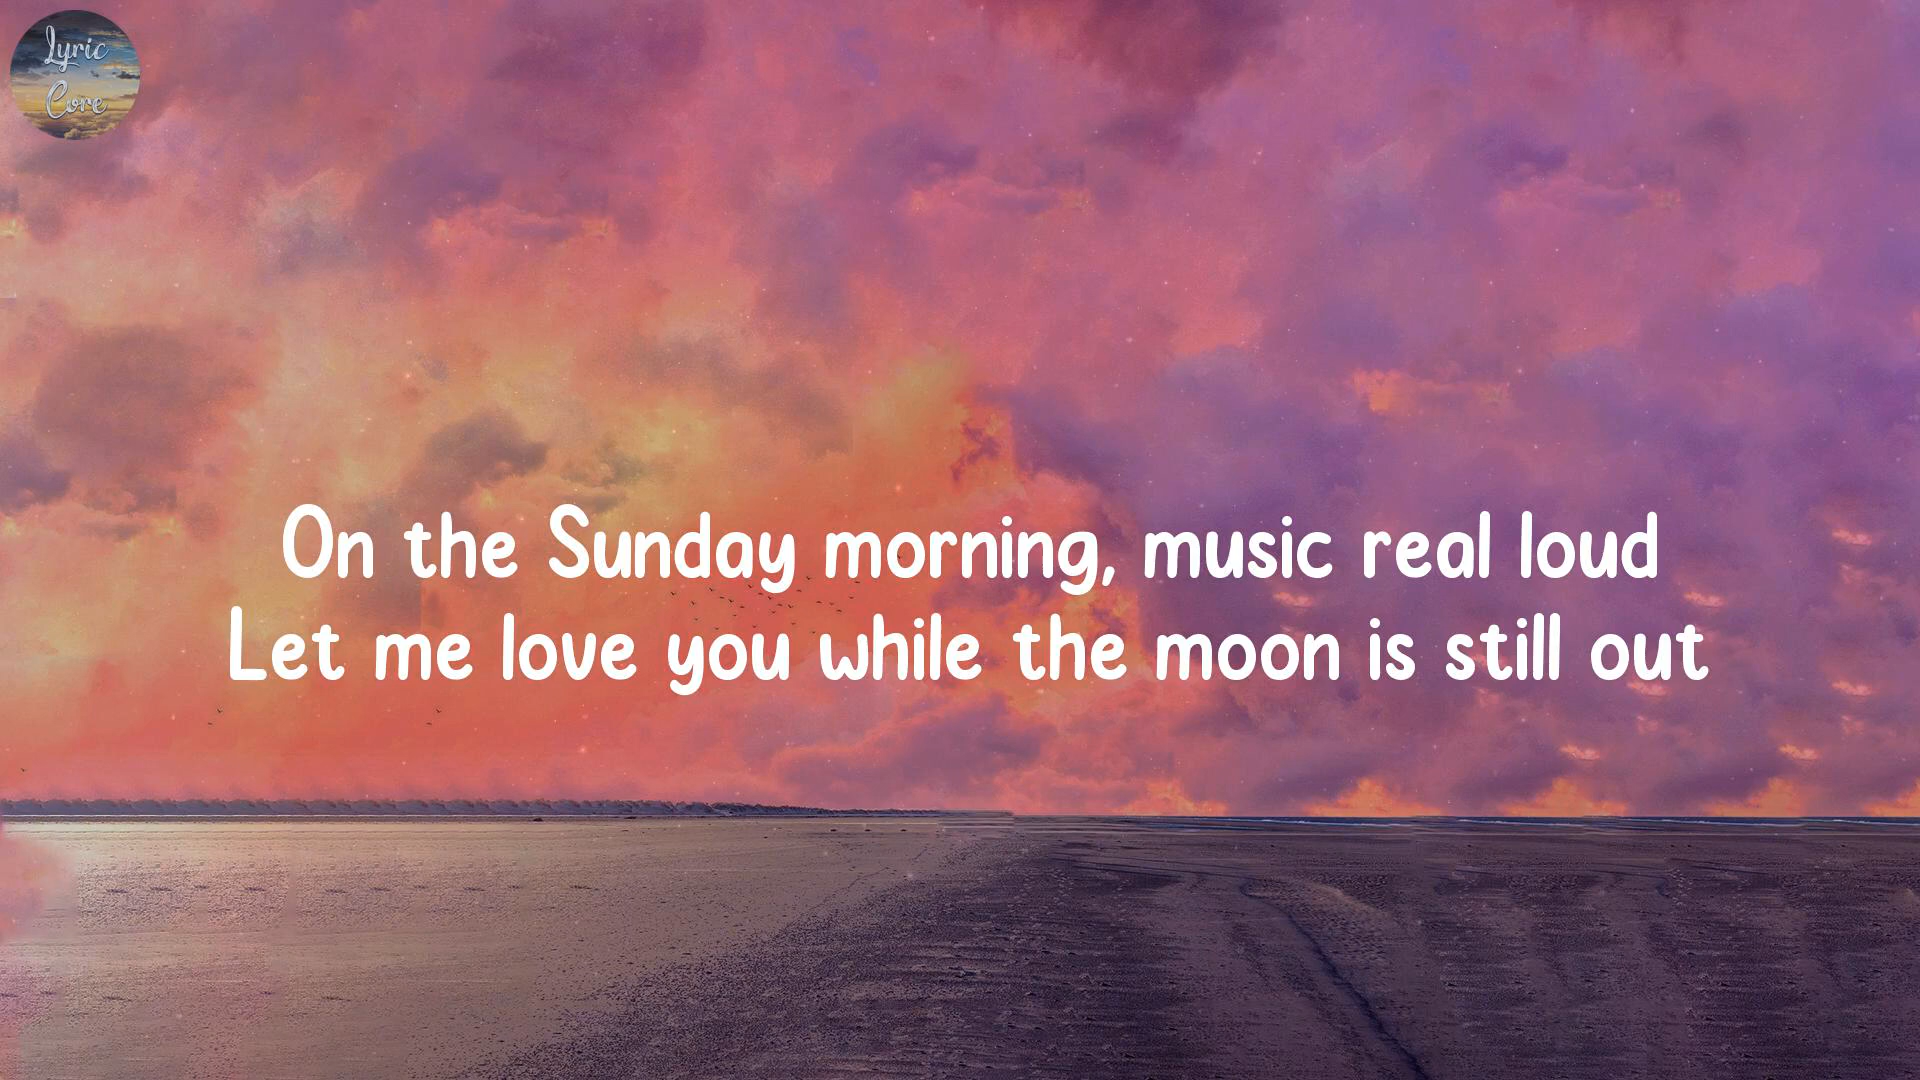 Lyric
Core
On the Sunday morning, music real loud
Let me love you while the moon is still out